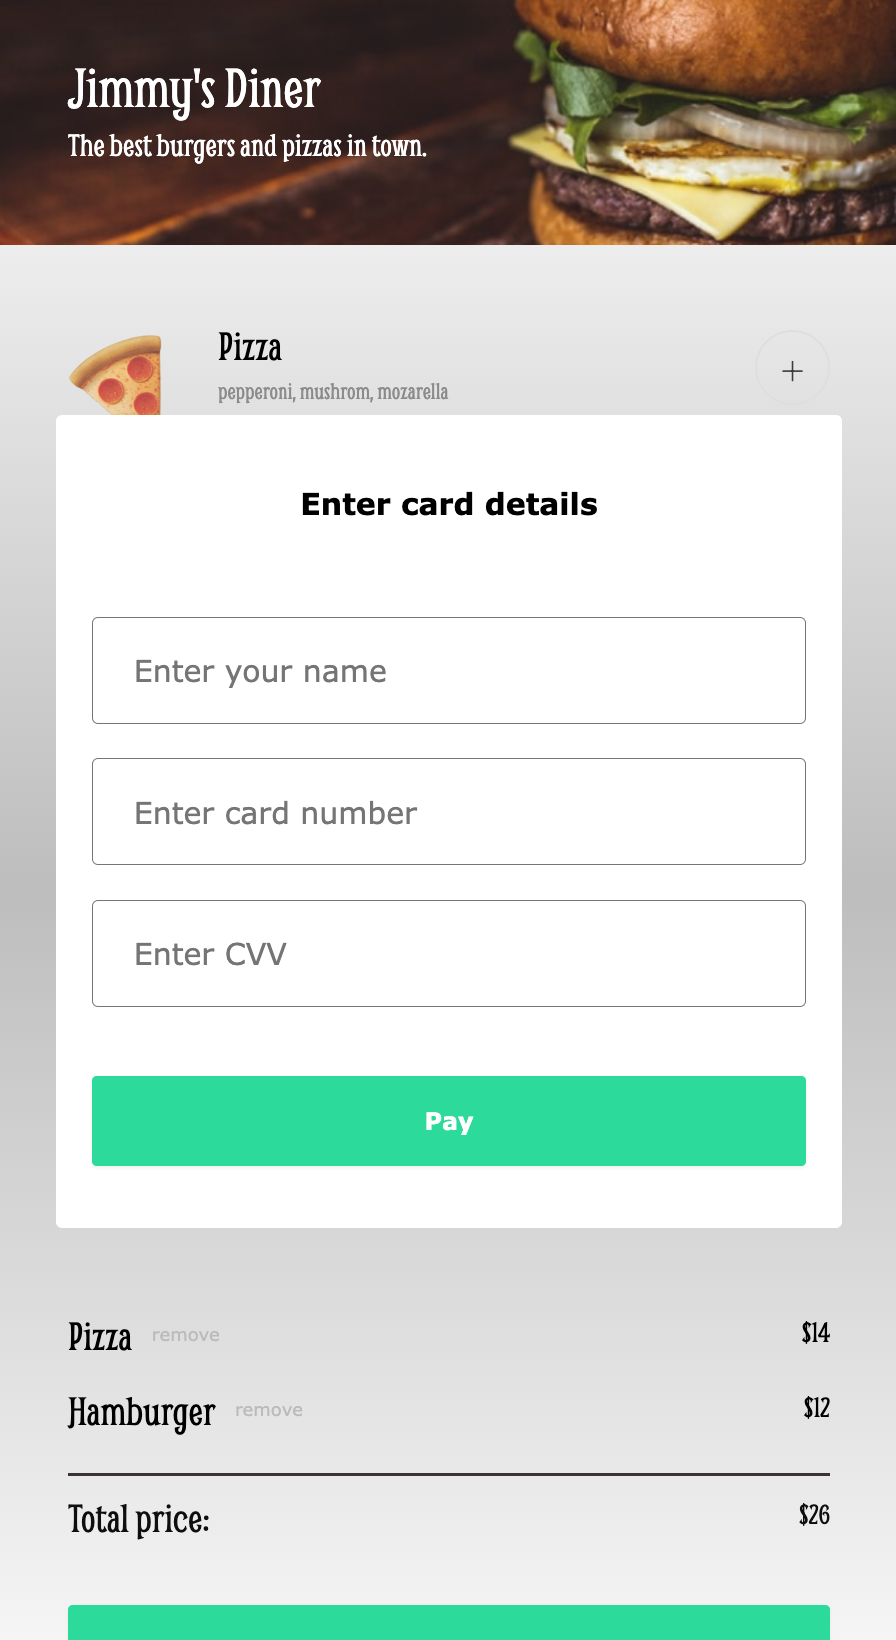 Jimmy's Diner
The best burgers and pizzas in town.
Pizza
pepperoni, mushrom, mozarella
+
Enter card details
Enter your name
Enter card number
Enter CVV
Pay
Pizza remove $14
Hamburger remove $12
Total price: $26